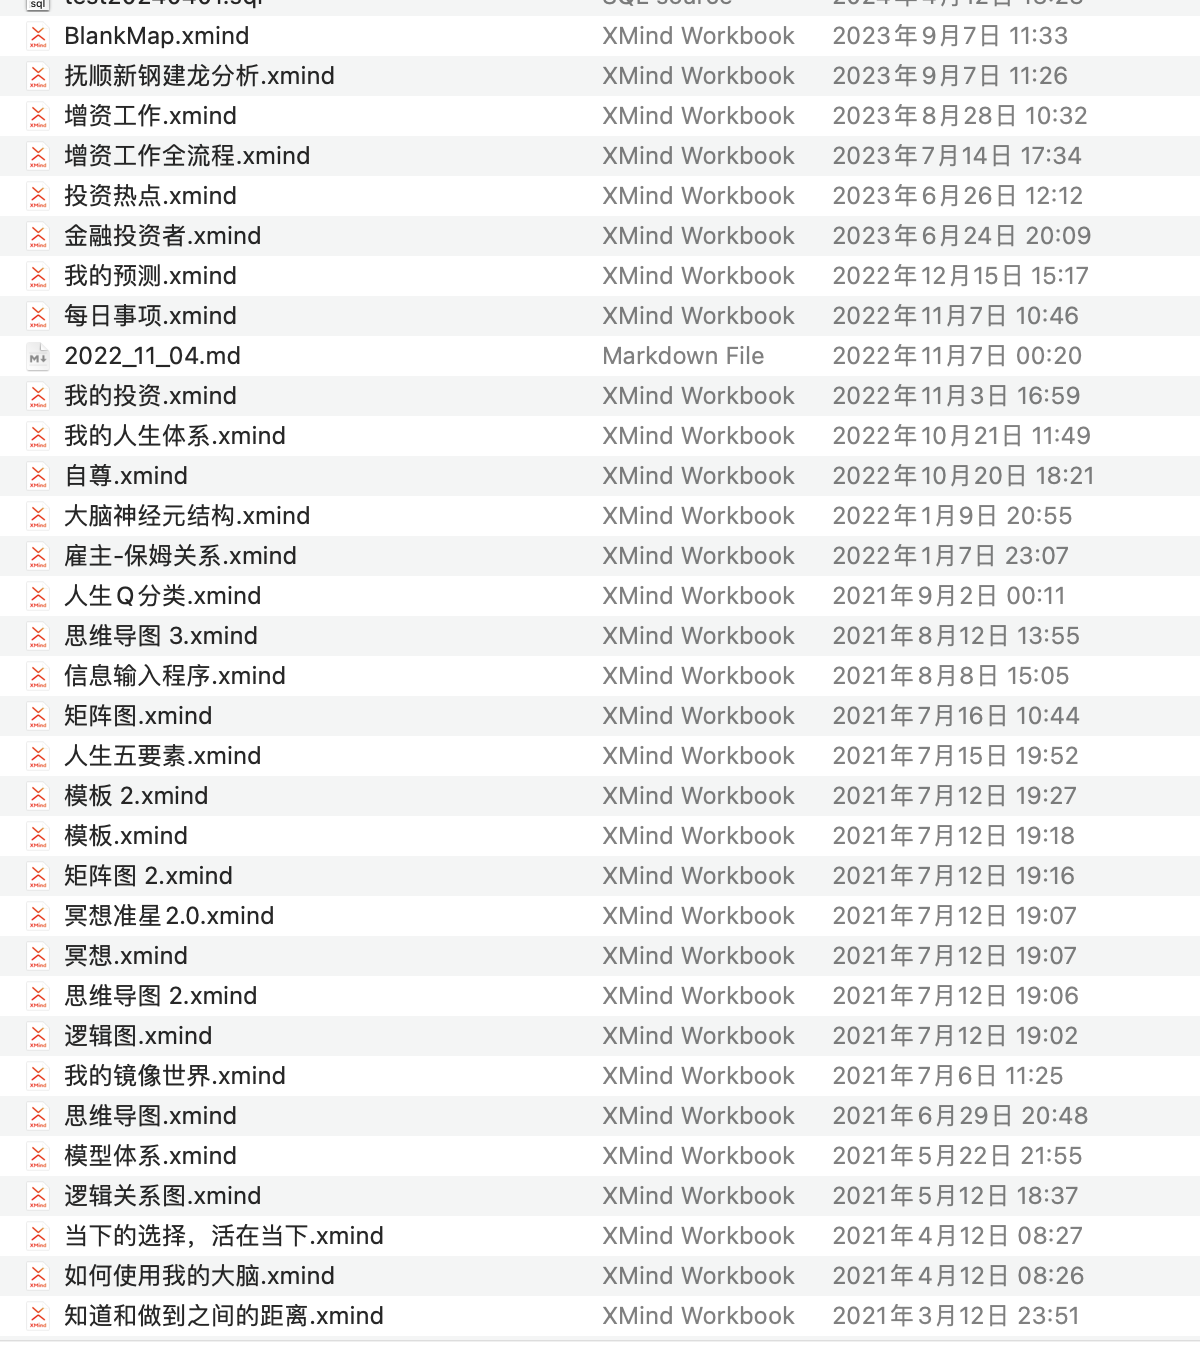 sql test20240401.sql SQL source 2024年4月12日 18:28
BlankMap.xmind XMind Workbook 2023年9月7日 11:33
抚顺新钢建龙分析.xmind XMind Workbook 2023年9月7日 11:26
增资工作.xmind XMind Workbook 2023年8月28日 10:32
增资工作全流程.xmind XMind Workbook 2023年7月14日 17:34
投资热点.xmind XMind Workbook 2023年6月26日 12:12
金融投资者.xmind XMind Workbook 2023年6月24日 20:09
我的预测.xmind XMind Workbook 2022年12月15日 15:17
每日事项.xmind XMind Workbook 2022年11月7日 10:46
2022_11_04.md Markdown File 2022年11月7日 00:20
我的投资.xmind XMind Workbook 2022年11月3日 16:59
我的人生体系.xmind XMind Workbook 2022年10月21日 11:49
自尊.xmind XMind Workbook 2022年10月20日 18:21
大脑神经元结构.xmind XMind Workbook 2022年1月9日 20:55
雇主-保姆关系.xmind XMind Workbook 2022年1月7日 23:07
人生Q分类.xmind XMind Workbook 2021年9月2日 00:11
思维导图 3.xmind XMind Workbook 2021年8月12日 13:55
信息输入程序.xmind XMind Workbook 2021年8月8日 15:05
矩阵图.xmind XMind Workbook 2021年7月16日 10:44
人生五要素.xmind XMind Workbook 2021年7月15日 19:52
模板 2.xmind XMind Workbook 2021年7月12日 19:27
模板.xmind XMind Workbook 2021年7月12日 19:18
矩阵图 2.xmind XMind Workbook 2021年7月12日 19:16
冥想准星2.0.xmind XMind Workbook 2021年7月12日 19:07
冥想.xmind XMind Workbook 2021年7月12日 19:07
思维导图 2.xmind XMind Workbook 2021年7月12日 19:06
逻辑图.xmind XMind Workbook 2021年7月12日 19:02
我的镜像世界.xmind XMind Workbook 2021年7月6日 11:25
思维导图.xmind XMind Workbook 2021年6月29日 20:48
模型体系.xmind XMind Workbook 2021年5月22日 21:55
逻辑关系图.xmind XMind Workbook 2021年5月12日 18:37
当下的选择，活在当下.xmind XMind Workbook 2021年4月12日 08:27
如何使用我的大脑.xmind XMind Workbook 2021年4月12日 08:26
知道和做到之间的距离.xmind XMind Workbook 2021年3月12日 23:51